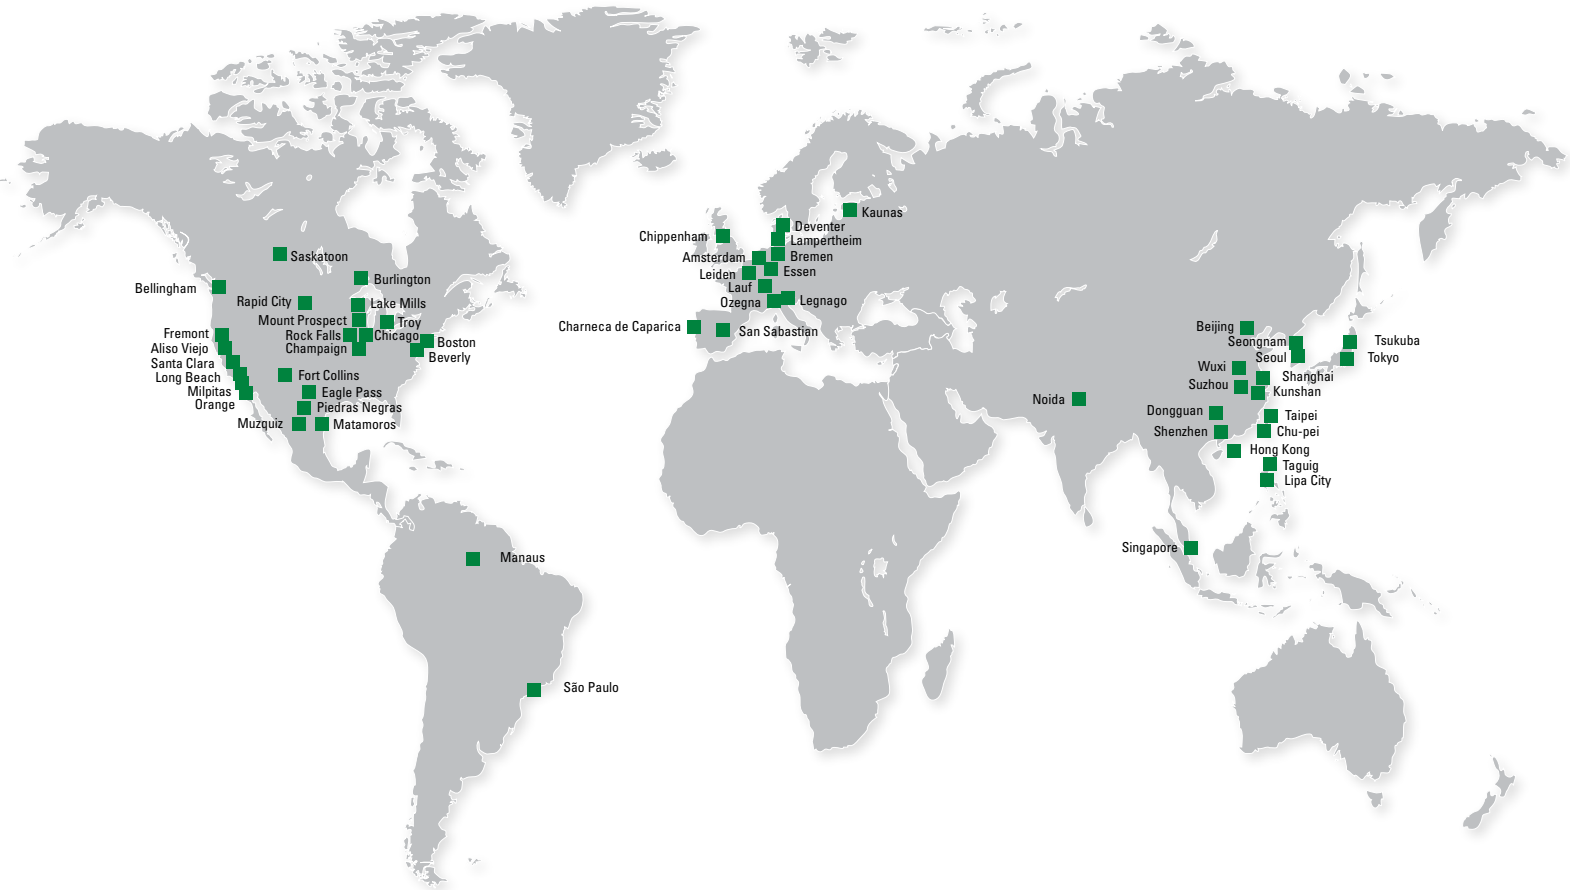 Saskatoon
Bellingham
Burlington
Rapid City
Lake Mills
Mount Prospect
Troy
Fremont
Rock Falls
Chicago
Boston
Aliso Viejo
Champaign
Beverly
Santa Clara
Long Beach
Fort Collins
Milpitas
Eagle Pass
Orange
Piedras Negras
Muzquiz
Matamoros
Manaus
São Paulo
Kaunas
Chippenham
Deventer
Lampertheim
Amsterdam
Bremen
Leiden
Essen
Lauf
Ozegna
Legnago
Charneca de Caparica
San Sabastian
Noida
Beijing
Seongnam
Tsukuba
Seoul
Tokyo
Wuxi
Shanghai
Suzhou
Kunshan
Dongguan
Taipei
Shenzhen
Chu-pei
Hong Kong
Taguig
Lipa City
Singapore